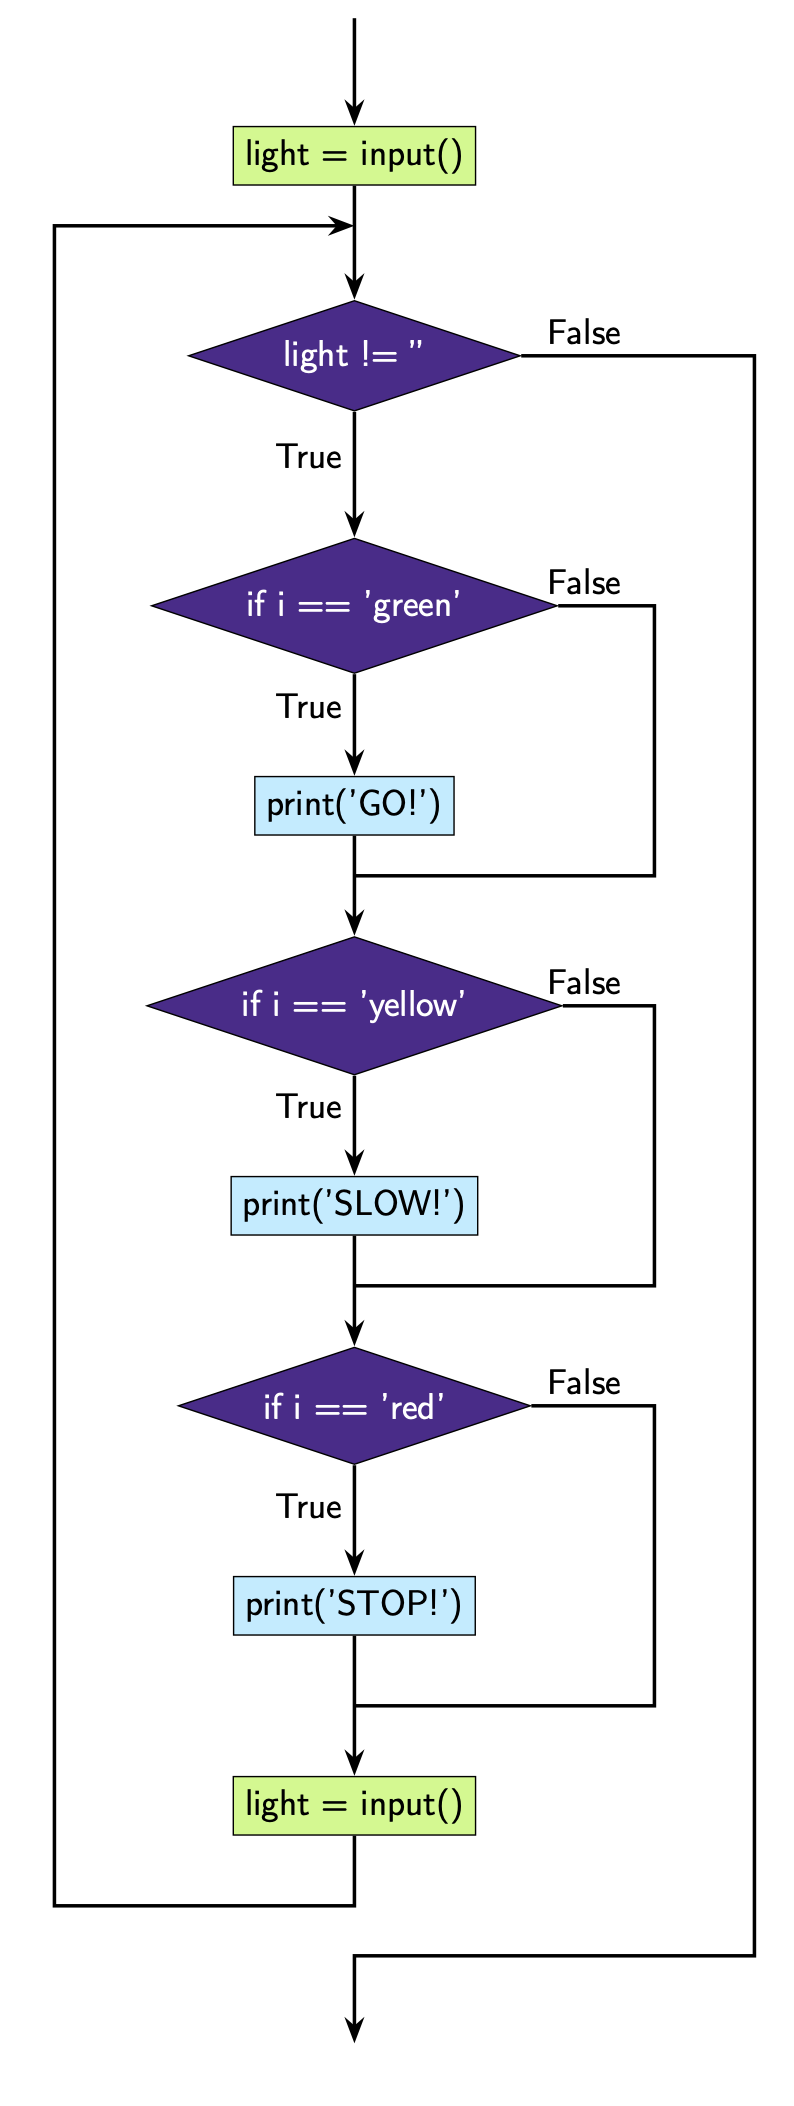 light = input()
light != ''
False
True
if i == 'green'
False
True
print('GO!')
if i == 'yellow'
False
True
print('SLOW!')
if i == 'red'
False
True
print('STOP!')
light = input()